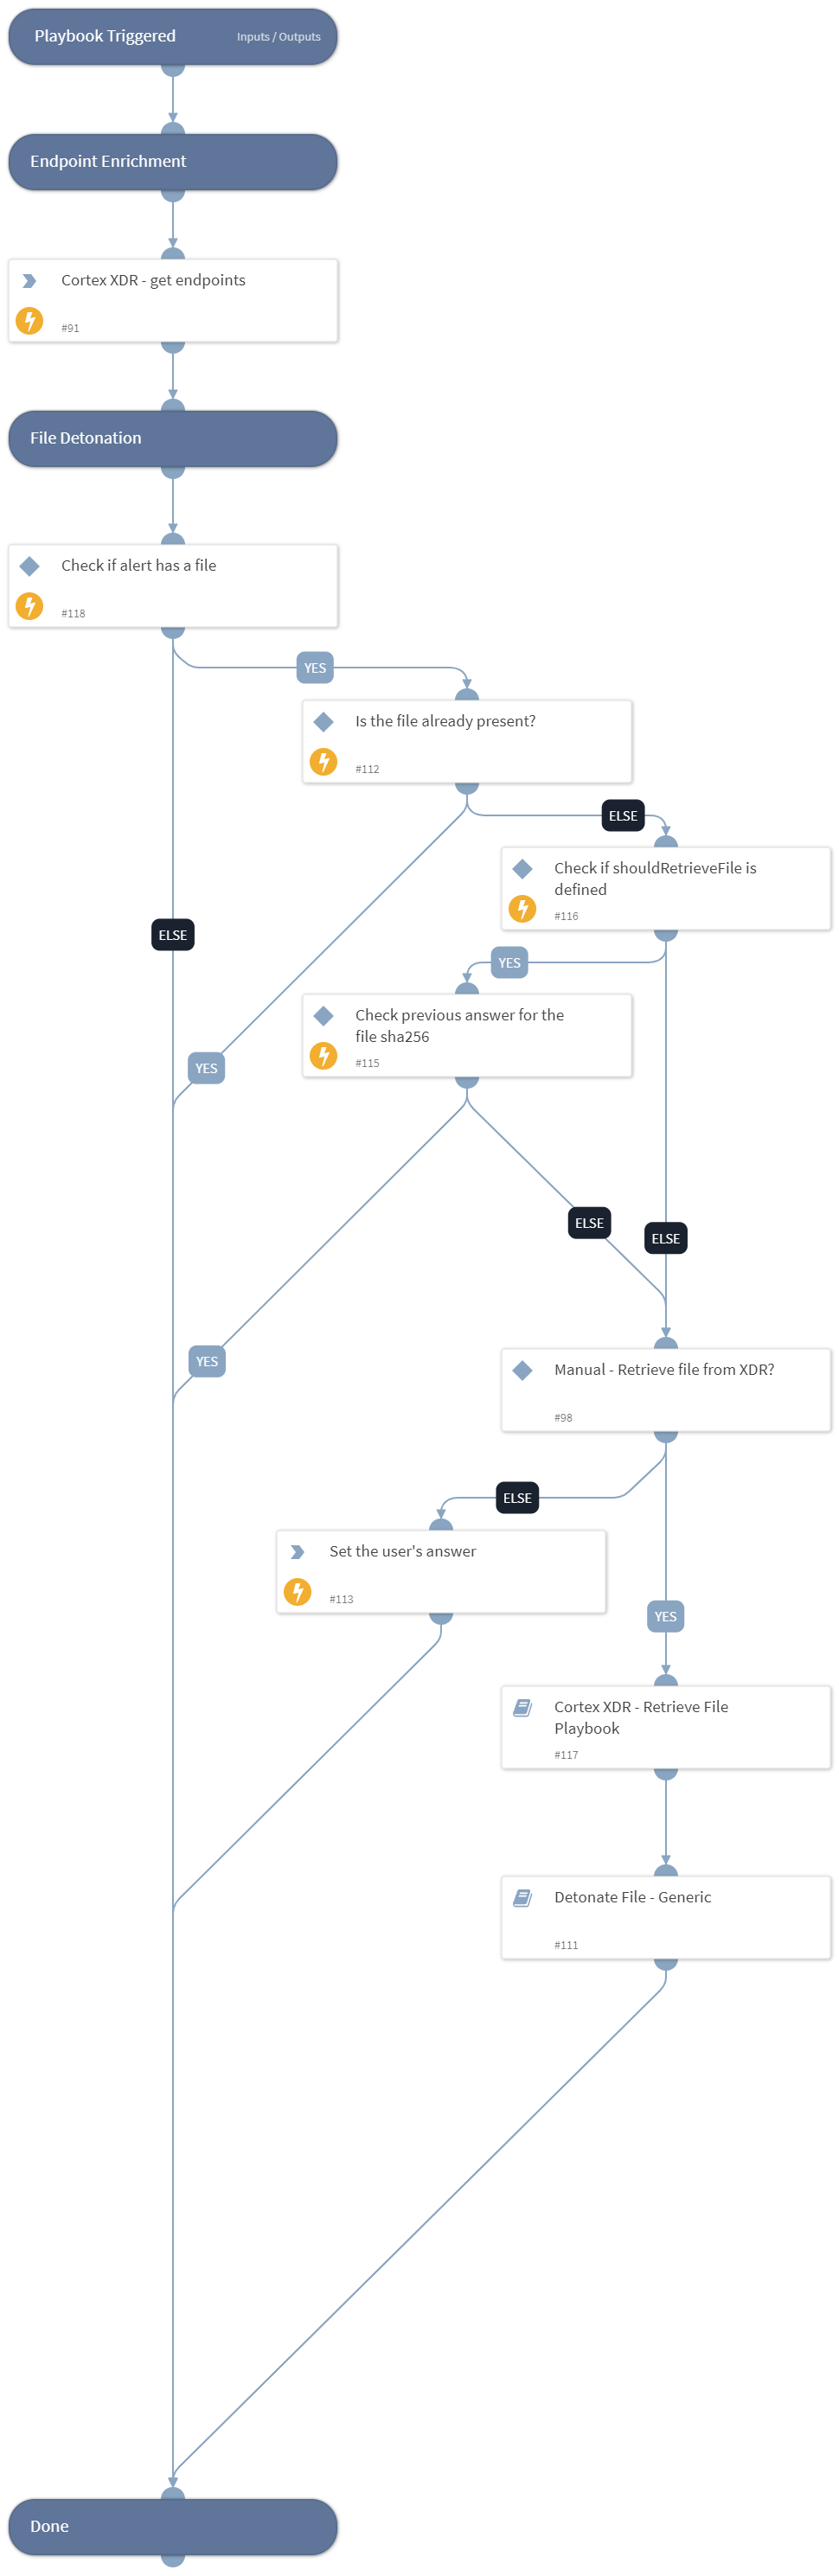 Playbook Triggered
Inputs / Outputs
Endpoint Enrichment
Cortex XDR - get endpoints
#91
File Detonation
Check if alert has a file
#118
YES
Is the file already present?
#112
ELSE
Check if shouldRetrieveFile is
defined
#116
ELSE
YES
Check previous answer for the
file sha256
#115
YES
ELSE
ELSE
YES
Manual - Retrieve file from XDR?
#98
ELSE
Set the user's answer
#113
YES
Cortex XDR - Retrieve File
Playbook
#117
Detonate File - Generic
#111
Done